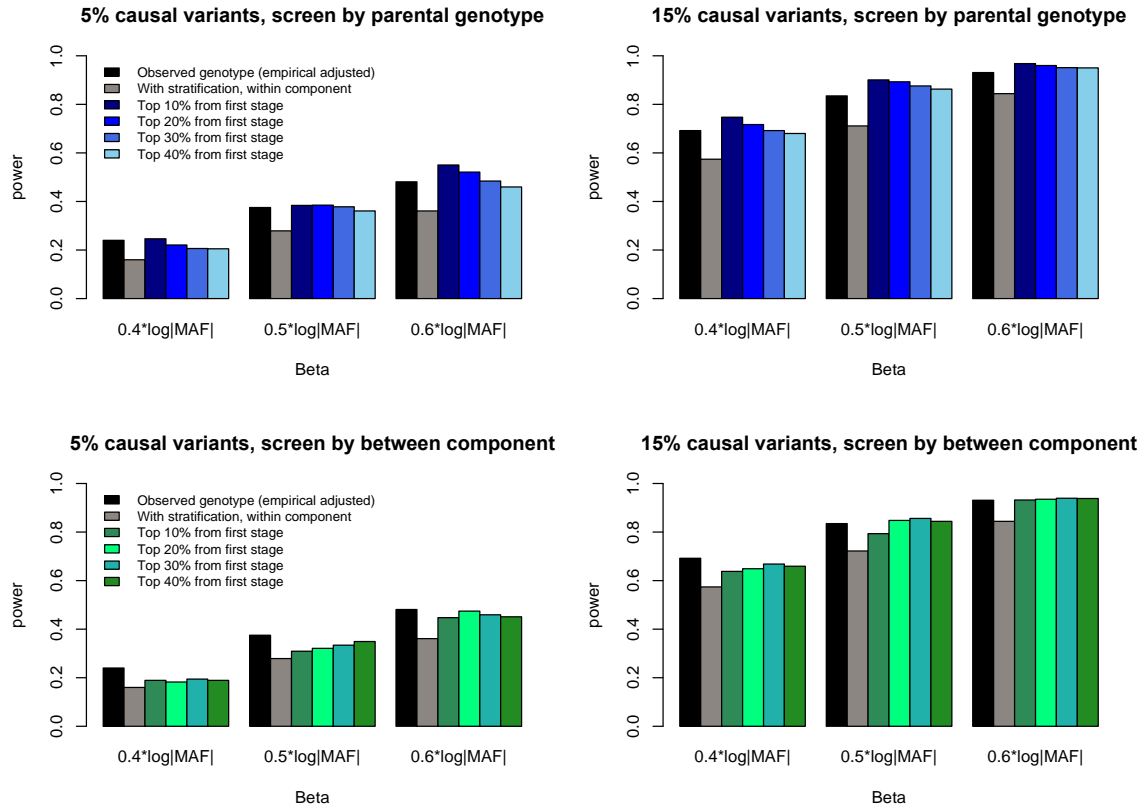 5% causal variants, screen by parental genotype
power
0.0 0.2 0.4 0.6 0.8 1.0
Observed genotype (empirical adjusted)
With stratification, within component
Top 10% from first stage
Top 20% from first stage
Top 30% from first stage
Top 40% from first stage
0.4*log|MAF| 0.5*log|MAF| 0.6*log|MAF|
Beta
15% causal variants, screen by parental genotype
power
0.0 0.2 0.4 0.6 0.8 1.0
0.4*log|MAF| 0.5*log|MAF| 0.6*log|MAF|
Beta
5% causal variants, screen by between component
power
0.0 0.2 0.4 0.6 0.8 1.0
Observed genotype (empirical adjusted)
With stratification, within component
Top 10% from first stage
Top 20% from first stage
Top 30% from first stage
Top 40% from first stage
0.4*log|MAF| 0.5*log|MAF| 0.6*log|MAF|
Beta
15% causal variants, screen by between component
power
0.0 0.2 0.4 0.6 0.8 1.0
0.4*log|MAF| 0.5*log|MAF| 0.6*log|MAF|
Beta